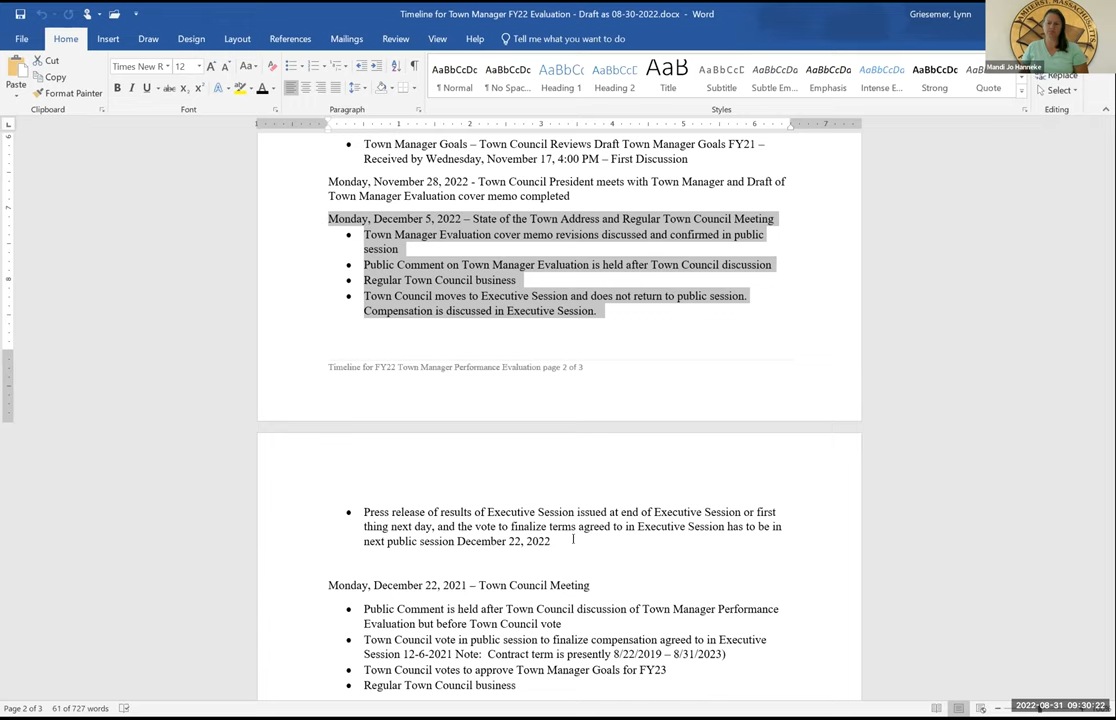 Timeline for Town Manager FY22 Evaluation - Draft as 08-30-2022.docx - Word
Griesemer, Lynn
File Home Insert Draw Design Layout References Mailings Review View Help Tell me what you want to do
Mandi Jo Hanneke
Paste
Cut
Copy
Format Painter
Clipboard
Times New R 12
Font
Paragraph
AaBbCcDc AaBbCcDc AaBbCc AaBbCcE AaB AaBbCcD AaBbCcDc AaBbCcDc AaBbCcDc AaBbCcDc
¶ Normal ¶ No Spac... Heading 1 Heading 2 Title Subtitle Subtle Em... Emphasis Intense E... Strong Quote
Styles
Replace
Select
Editing
1 2 3 4 5 6 7
Town Manager Goals – Town Council Reviews Draft Town Manager Goals FY21 –
Received by Wednesday, November 17, 4:00 PM – First Discussion
Monday, November 28, 2022 - Town Council President meets with Town Manager and Draft of
Town Manager Evaluation cover memo completed
Monday, December 5, 2022 – State of the Town Address and Regular Town Council Meeting
• Town Manager Evaluation cover memo revisions discussed and confirmed in public
session
• Public Comment on Town Manager Evaluation is held after Town Council discussion
• Regular Town Council business
• Town Council moves to Executive Session and does not return to public session.
Compensation is discussed in Executive Session.
Timeline for FY22 Town Manager Performance Evaluation page 2 of 3
• Press release of results of Executive Session issued at end of Executive Session or first
thing next day, and the vote to finalize terms agreed to in Executive Session has to be in
next public session December 22, 2022
Monday, December 22, 2021 – Town Council Meeting
• Public Comment is held after Town Council discussion of Town Manager Performance
Evaluation but before Town Council vote
• Town Council vote in public session to finalize compensation agreed to in Executive
Session 12-6-2021 Note: Contract term is presently 8/22/2019 – 8/31/2023)
• Town Council votes to approve Town Manager Goals for FY23
• Regular Town Council business
Page 2 of 3 61 of 727 words
2022-08-31 09:30:22